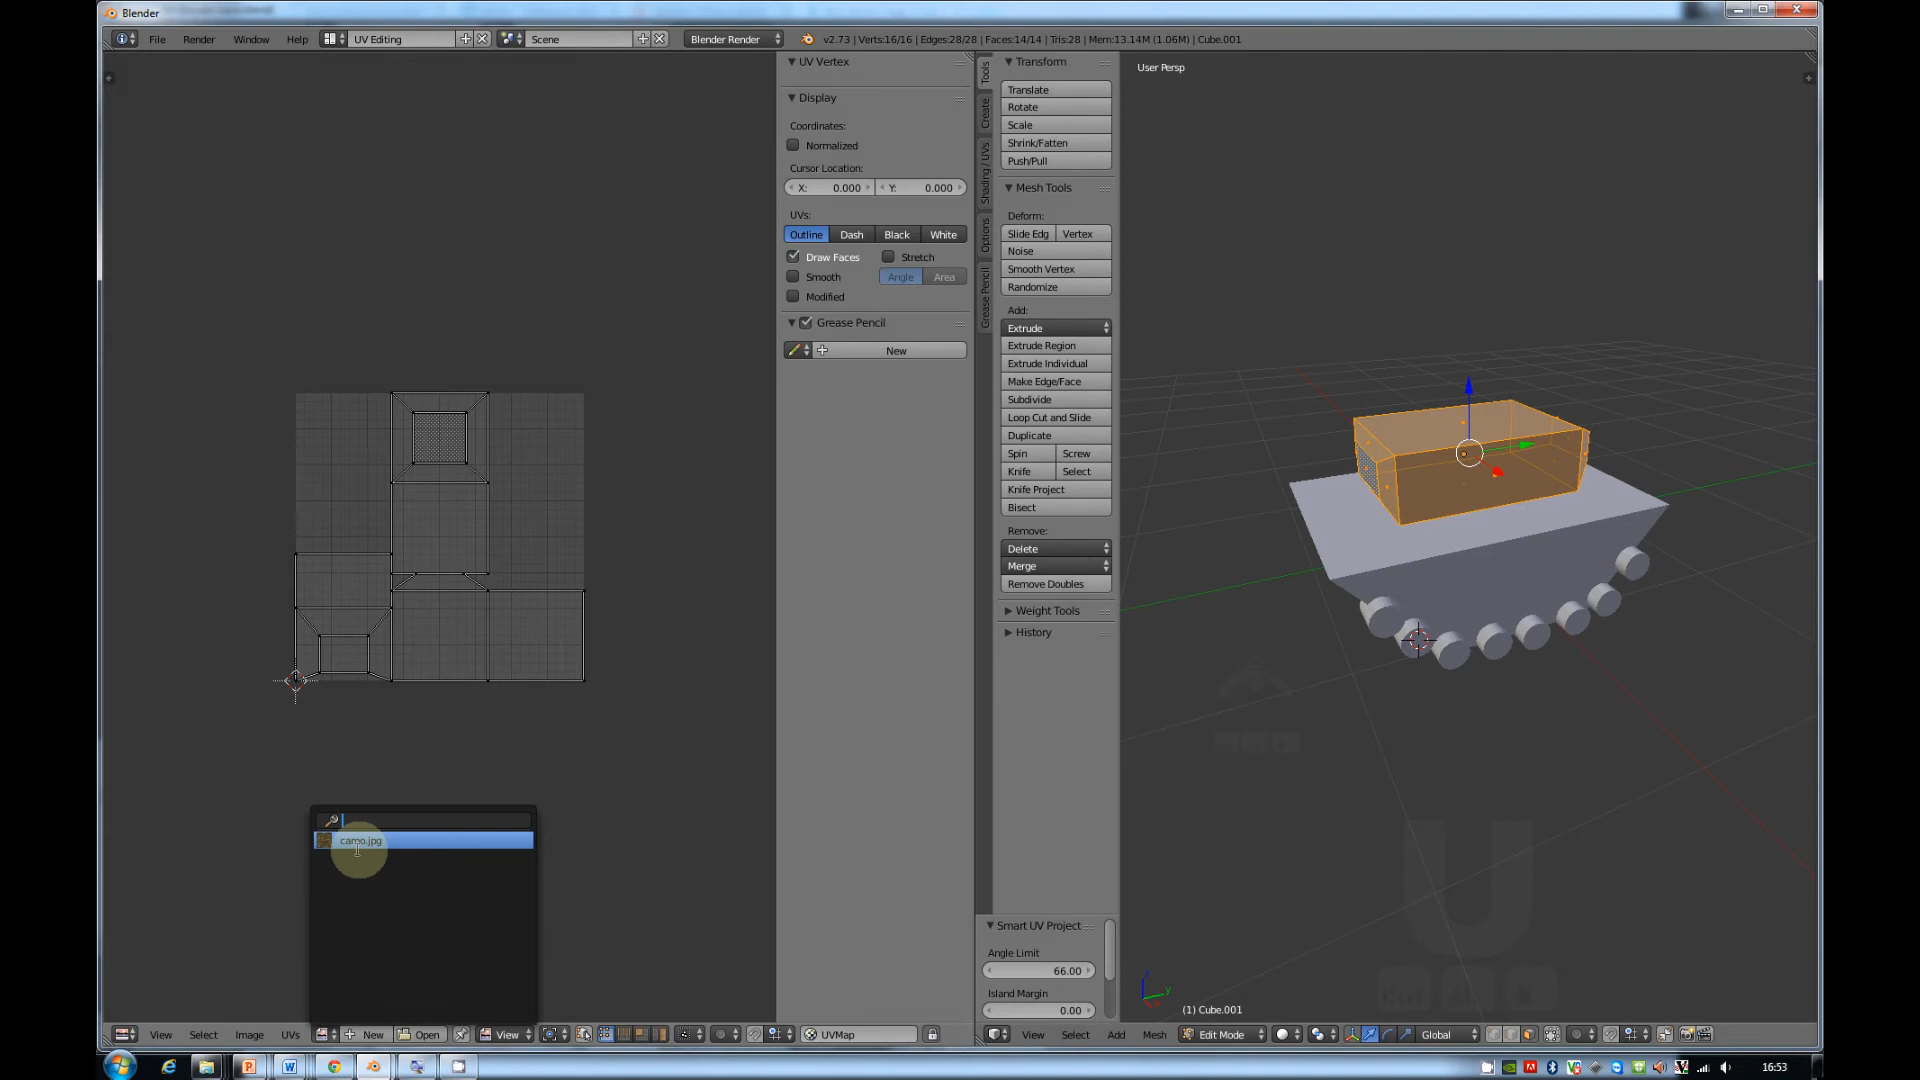 Blender
File Render Window Help UV Editing Scene Blender Render v2.73 | Verts:16/16 | Edges:28/28 | Faces:14/14 | Tris:28 | Mem:13.14M (1.06M) | Cube.001
UV Vertex
Display
Coordinates:
Normalized
Cursor Location:
X: 0.000 Y: 0.000
UVs:
Outline Dash Black White
Draw Faces Stretch
Smooth Angle Area
Modified
Grease Pencil
New
Tools
Create
Shading / UVs
Options
Grease Pencil
Transform
Translate
Rotate
Scale
Shrink/Fatten
Push/Pull
Mesh Tools
Deform:
Slide Edg Vertex
Noise
Smooth Vertex
Randomize
Add:
Extrude
Extrude Region
Extrude Individual
Make Edge/Face
Subdivide
Loop Cut and Slide
Duplicate
Spin Screw
Knife Select
Knife Project
Bisect
Remove:
Delete
Merge
Remove Doubles
Weight Tools
History
Smart UV Project
Angle Limit
66.00
Island Margin
0.00
User Persp
U
(1) Cube.001
camo.jpg
View Select Image UVs New Open View UVMap
View Select Add Mesh Edit Mode Global
16:53